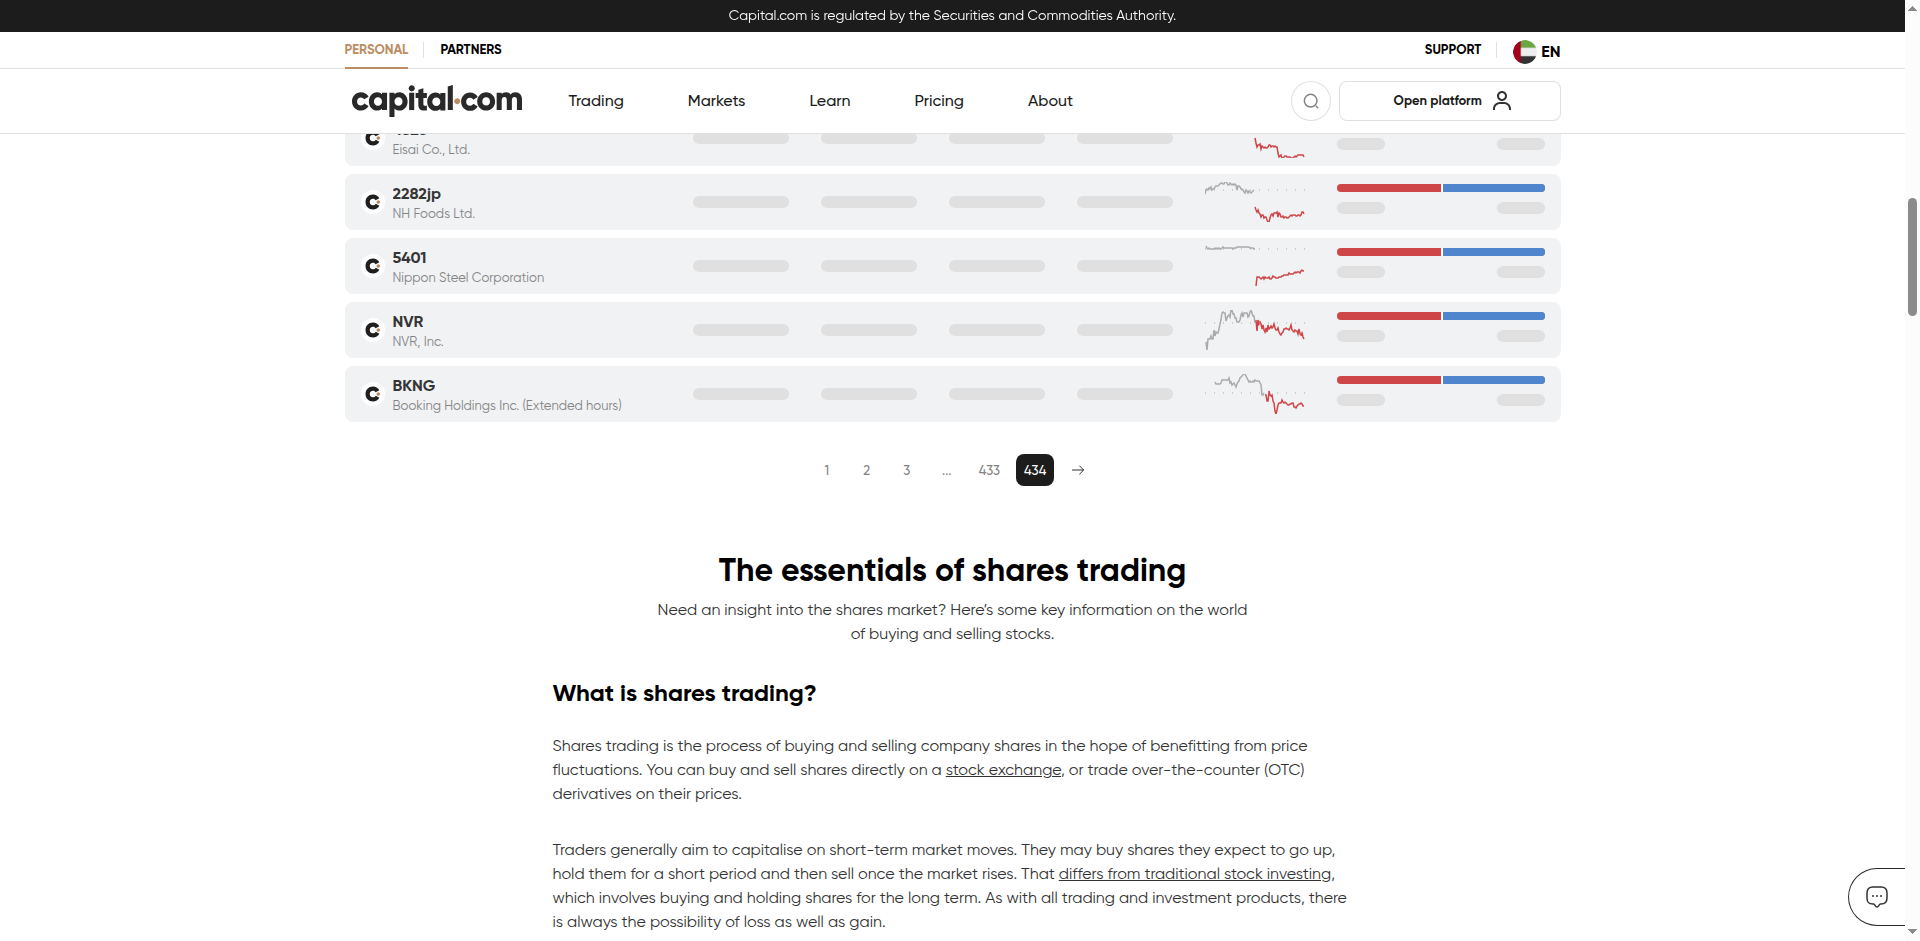 Capital.com is regulated by the Securities and Commodities Authority.
PERSONAL PARTNERS SUPPORT EN
capital.com Trading Markets Learn Pricing About Open platform
Eisai Co., Ltd.
2282jp
NH Foods Ltd.
5401
Nippon Steel Corporation
NVR
NVR, Inc.
BKNG
Booking Holdings Inc. (Extended hours)
1 2 3 ... 433 434
The essentials of shares trading
Need an insight into the shares market? Here’s some key information on the world
of buying and selling stocks.
What is shares trading?
Shares trading is the process of buying and selling company shares in the hope of benefitting from price
fluctuations. You can buy and sell shares directly on a stock exchange, or trade over-the-counter (OTC)
derivatives on their prices.
Traders generally aim to capitalise on short-term market moves. They may buy shares they expect to go up,
hold them for a short period and then sell once the market rises. That differs from traditional stock investing,
which involves buying and holding shares for the long term. As with all trading and investment products, there
is always the possibility of loss as well as gain.